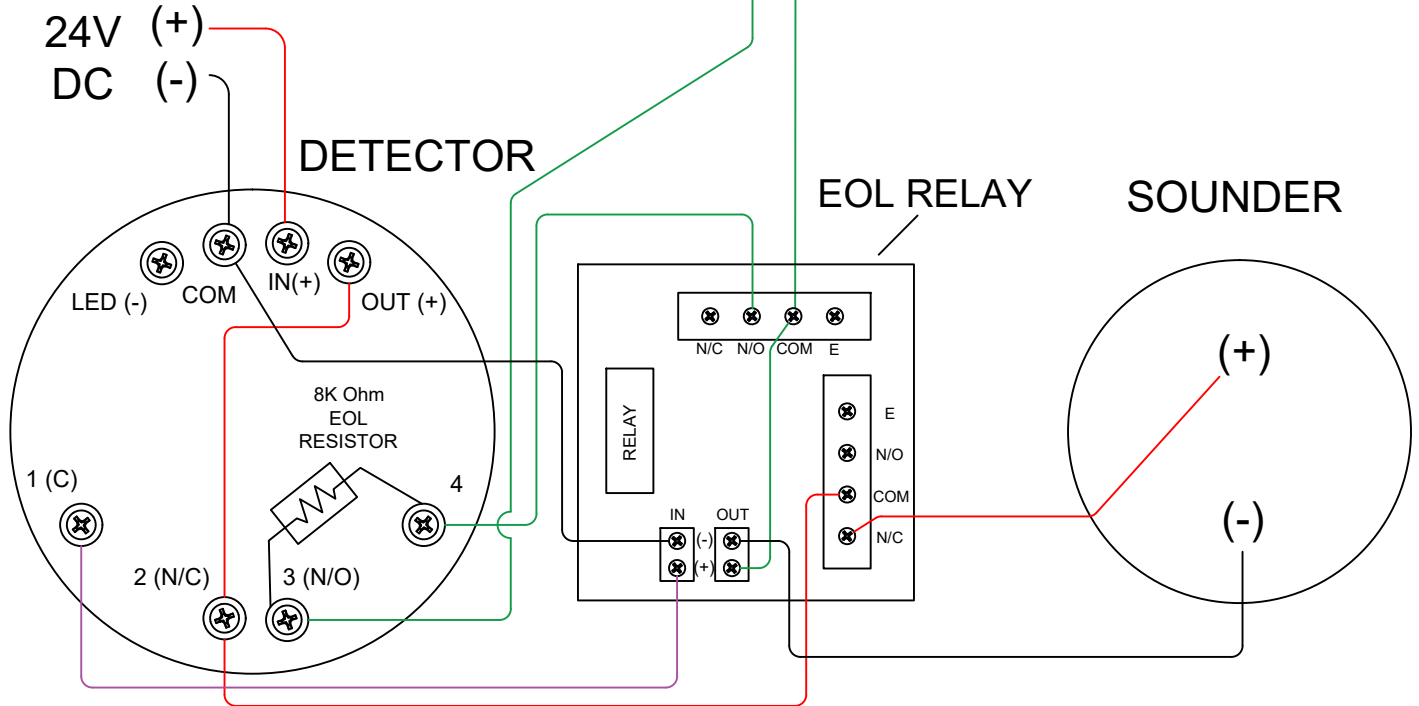 24V (+)
DC (-)
DETECTOR
EOL RELAY
SOUNDER
LED (-)
COM
IN(+)
OUT (+)
N/C N/O COM E
8K Ohm
EOL
RESISTOR
RELAY
E
N/O
COM
N/C
(+)
(-)
1 (C)
4
IN OUT
(-)
(+)
2 (N/C)
3 (N/O)